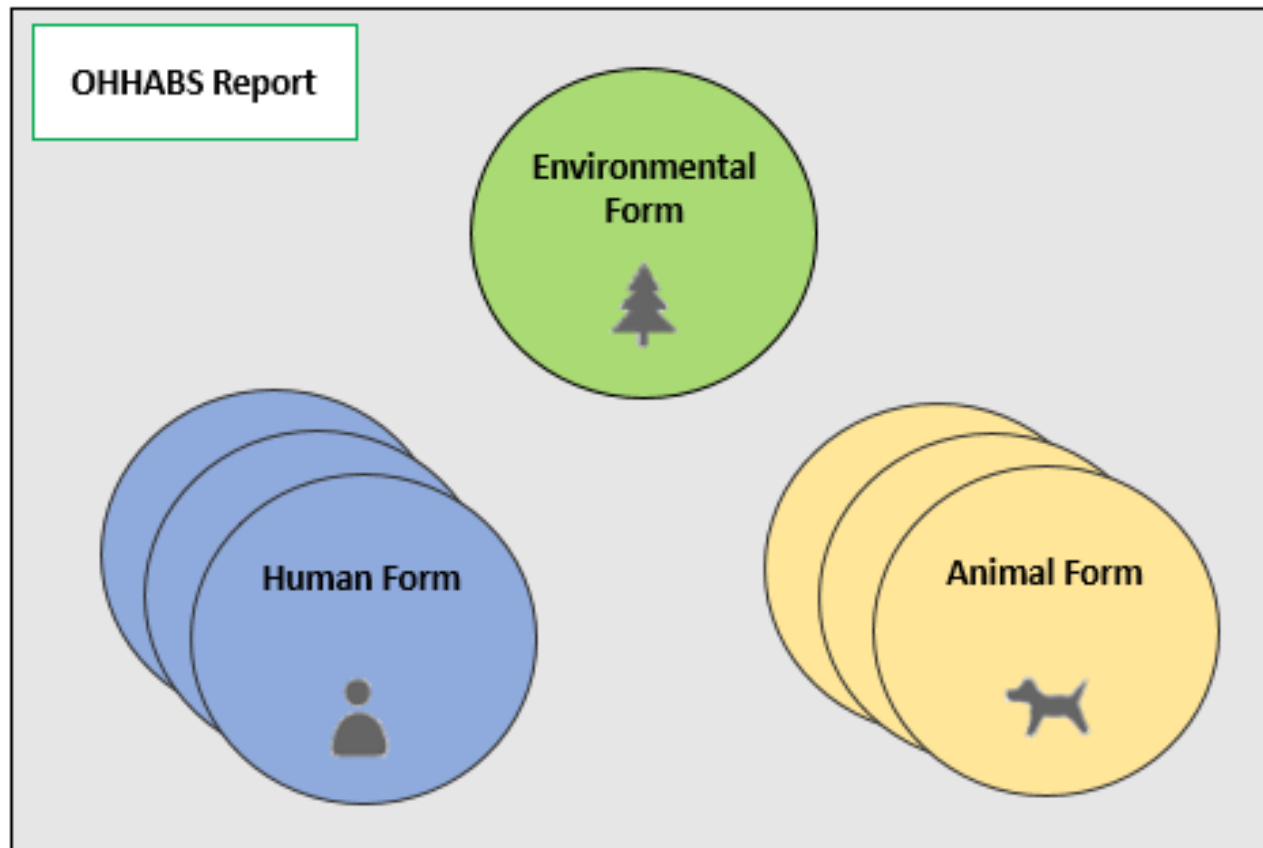 OHHABS Report
Environmental
Form
Human Form
Animal Form